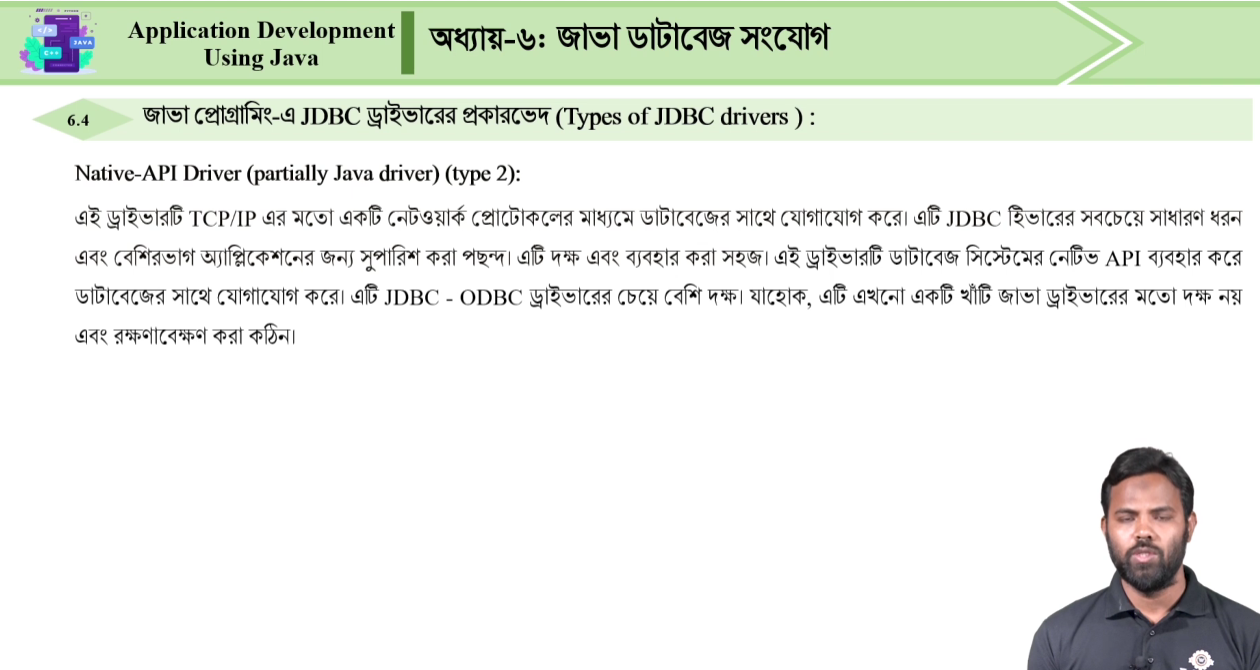 Application Development
Using Java
অধ্যায়-৬: জাভা ডাটাবেজ সংযোগ
</>
JAVA
C++
6.4
জাভা প্রোগ্রামিং-এ JDBC ড্রাইভারের প্রকারভেদ (Types of JDBC drivers ) :
Native-API Driver (partially Java driver) (type 2):
এই ড্রাইভারটি TCP/IP এর মতো একটি নেটওয়ার্ক প্রোটোকলের মাধ্যমে ডাটাবেজের সাথে যোগাযোগ করে। এটি JDBC হিভারের সবচেয়ে সাধারণ ধরন
এবং বেশিরভাগ অ্যাপ্লিকেশনের জন্য সুপারিশ করা পছন্দ। এটি দক্ষ এবং ব্যবহার করা সহজ। এই ড্রাইভারটি ডাটাবেজ সিস্টেমের নেটিভ API ব্যবহার করে
ডাটাবেজের সাথে যোগাযোগ করে। এটি JDBC - ODBC ড্রাইভারের চেয়ে বেশি দক্ষ। যাহোক, এটি এখনো একটি খাঁটি জাভা ড্রাইভারের মতো দক্ষ নয়
এবং রক্ষণাবেক্ষণ করা কঠিন।